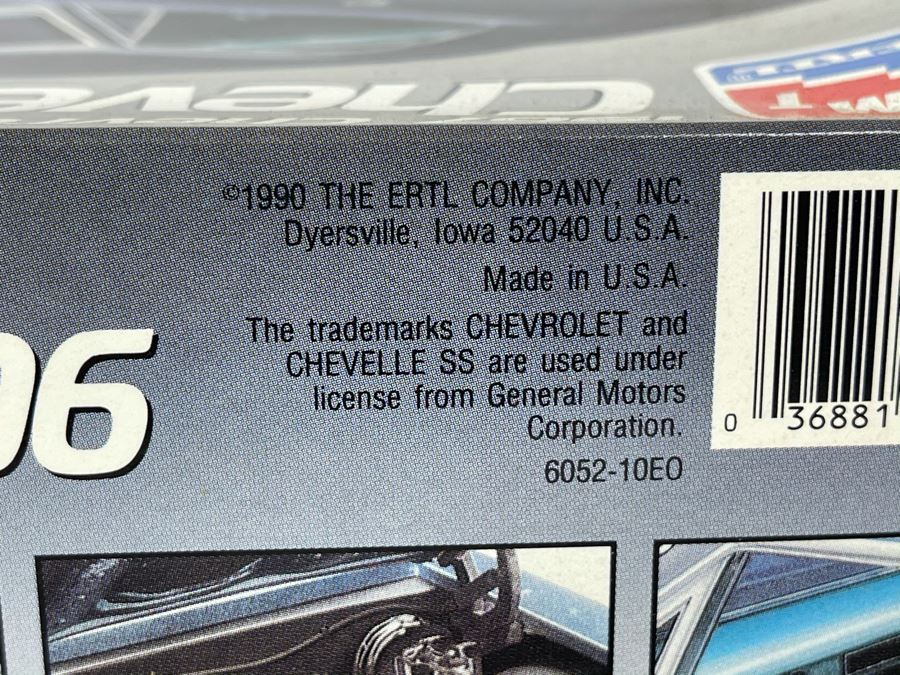 ©1990 THE ERTL COMPANY, INC.
Dyersville, Iowa 52040 U.S.A.
Made in U.S.A.
The trademarks CHEVROLET and
CHEVELLE SS are used under
license from General Motors
Corporation.
6052-10EO
0 36881
96